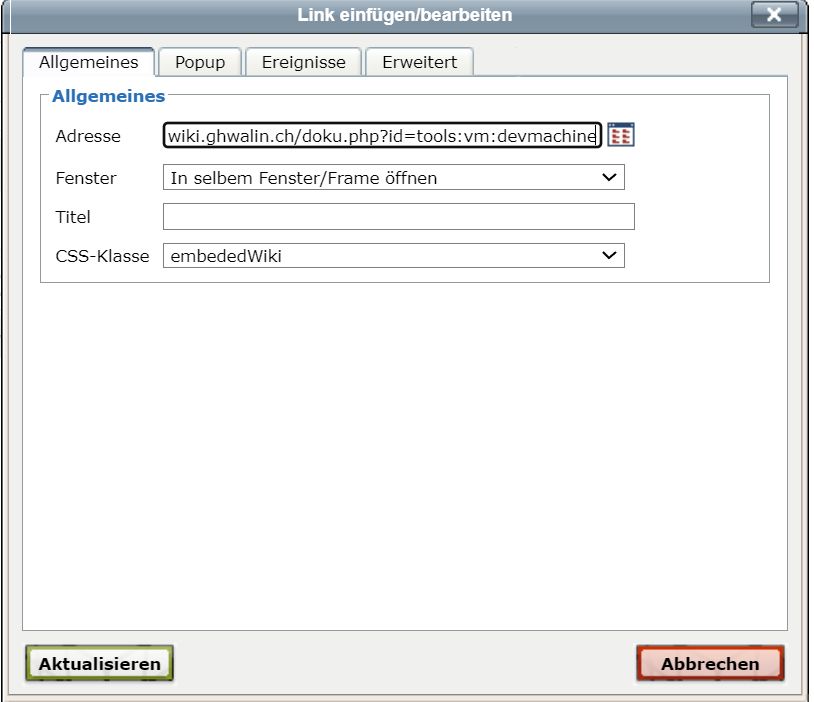 Link einfügen/bearbeiten
Allgemeines Popup Ereignisse Erweitert
Allgemeines
Adresse wiki.ghwalin.ch/doku.php?id=tools:vm:devmachine
Fenster In selbem Fenster/Frame öffnen
Titel
CSS-Klasse embededWiki
Aktualisieren Abbrechen